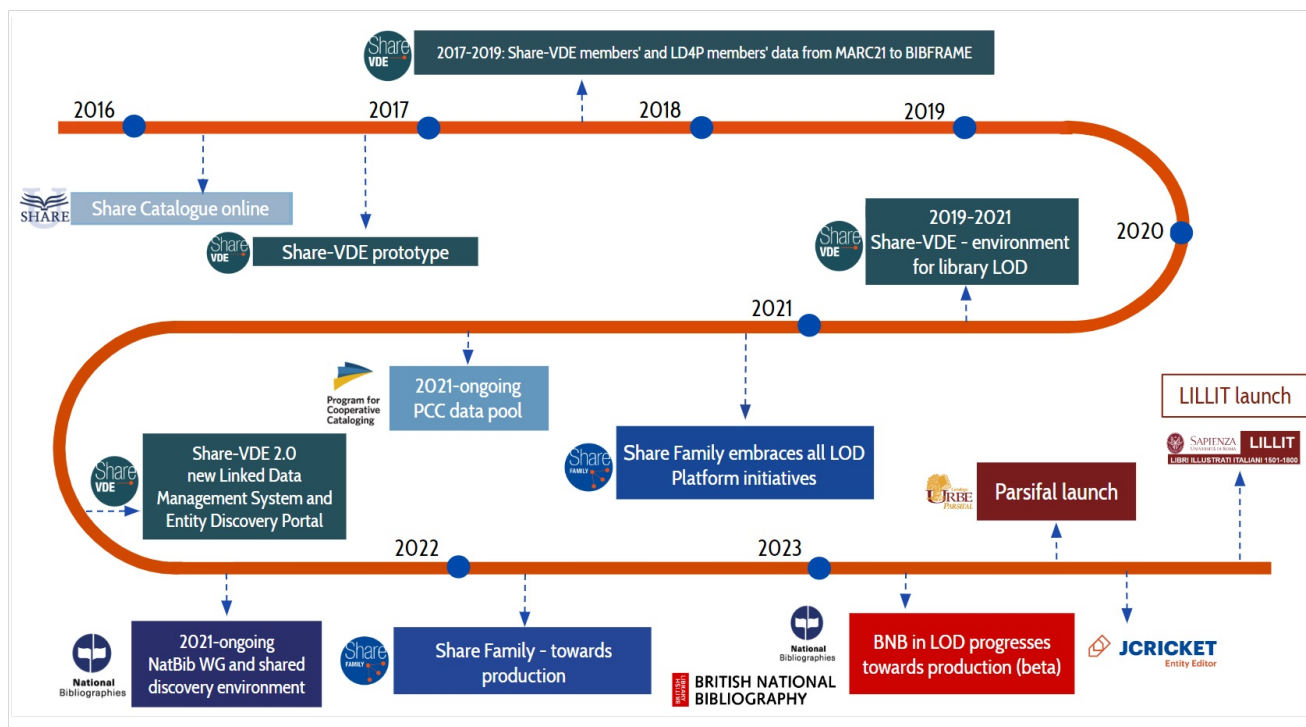 Share
VDE
2017-2019: Share-VDE members' and LD4P members' data from MARC21 to BIBFRAME
2016
2017
2018
2019
U
SHARE
Share Catalogue online
Share
VDE
Share-VDE prototype
Share
VDE
2019-2021
Share-VDE - environment
for library LOD
2020
2021
Program for
Cooperative
Cataloging
2021-ongoing
PCC data pool
LILLIT launch
Share
VDE
Share-VDE 2.0
new Linked Data
Management System and
Entity Discovery Portal
Share
FAMILY
Share Family embraces all LOD
Platform initiatives
URBE
PARSIFAL
Parsifal launch
SAPIENZA
UNIVERSITÀ DI ROMA
LILLIT
LIBRI ILLUSTRATI ITALIANI 1501-1800
2022
2023
National
Bibliographies
2021-ongoing
NatBib WG and shared
discovery environment
Share
FAMILY
Share Family - towards
production
National
Bibliographies
BRITISH
LIBRARY
BRITISH NATIONAL
BIBLIOGRAPHY
BNB in LOD progresses
towards production (beta)
JCRICKET
Entity Editor